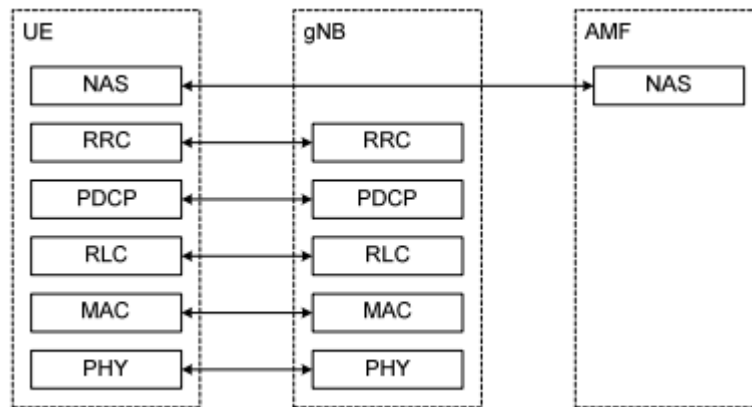 UE
gNB
AMF
NAS
NAS
RRC
RRC
PDCP
PDCP
RLC
RLC
MAC
MAC
PHY
PHY